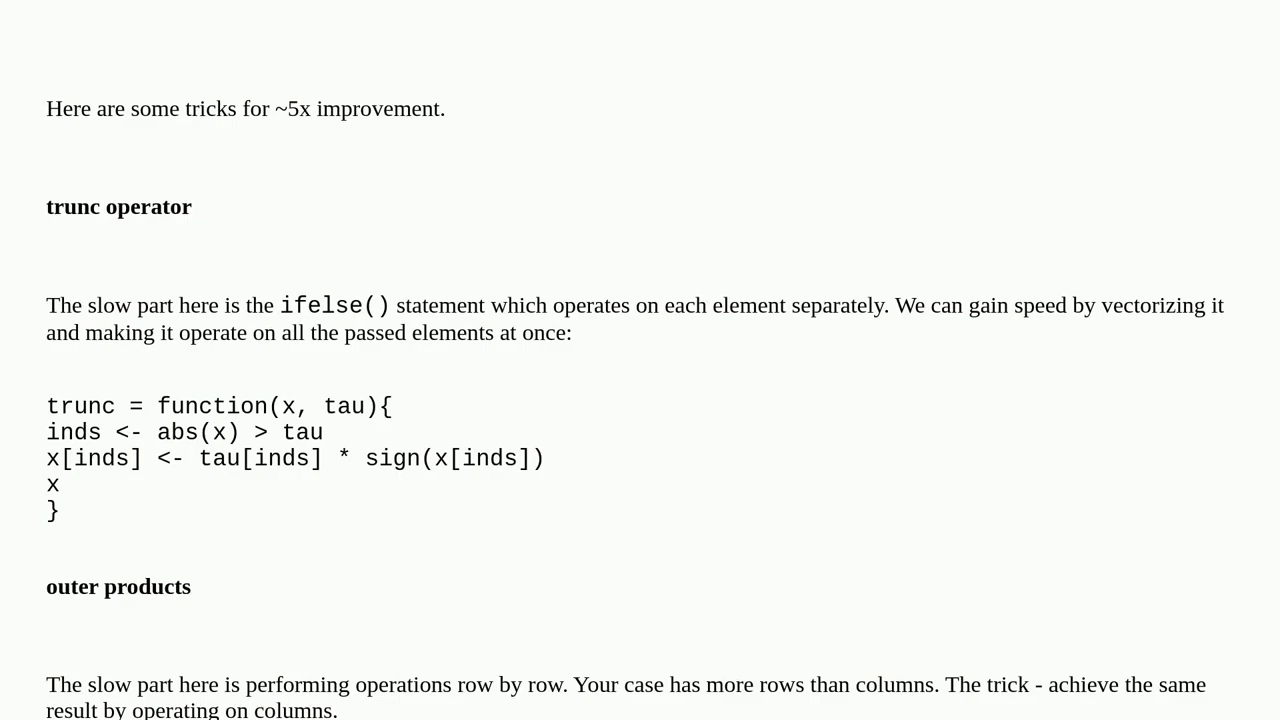 Here are some tricks for ~5x improvement.
trunc operator
The slow part here is the ifelse() statement which operates on each element separately. We can gain speed by vectorizing it
and making it operate on all the passed elements at once:
trunc = function(x, tau){
inds <- abs(x) > tau
x[inds] <- tau[inds] * sign(x[inds])
x
}
outer products
The slow part here is performing operations row by row. Your case has more rows than columns. The trick - achieve the same
result by operating on columns.